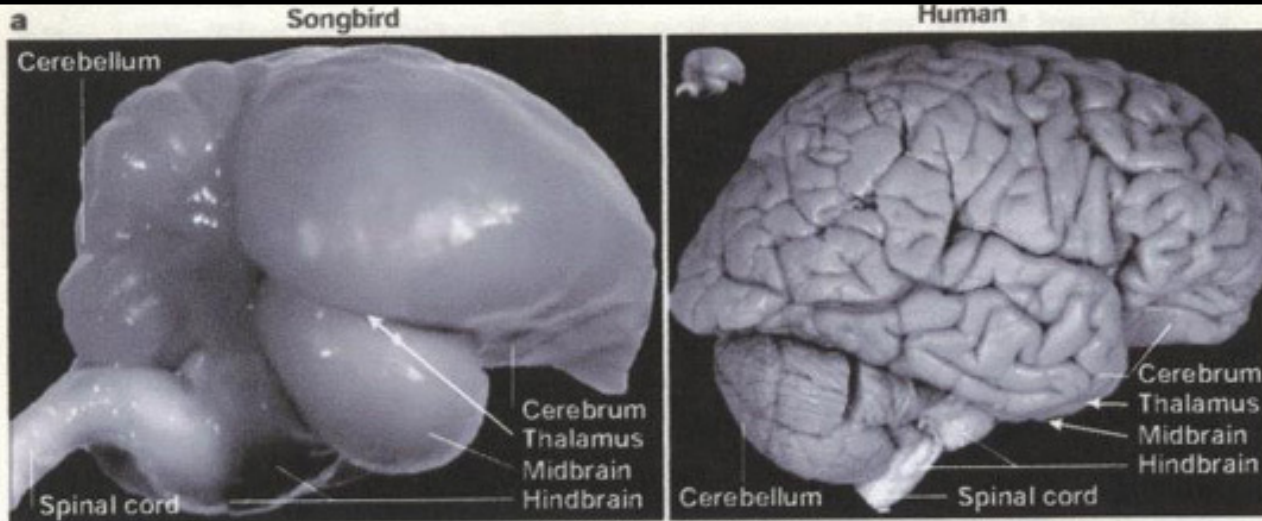 a
Songbird
Cerebellum
Cerebrum
Thalamus
Midbrain
Hindbrain
Spinal cord
Human
Cerebrum
Thalamus
Midbrain
Hindbrain
Cerebellum
Spinal cord